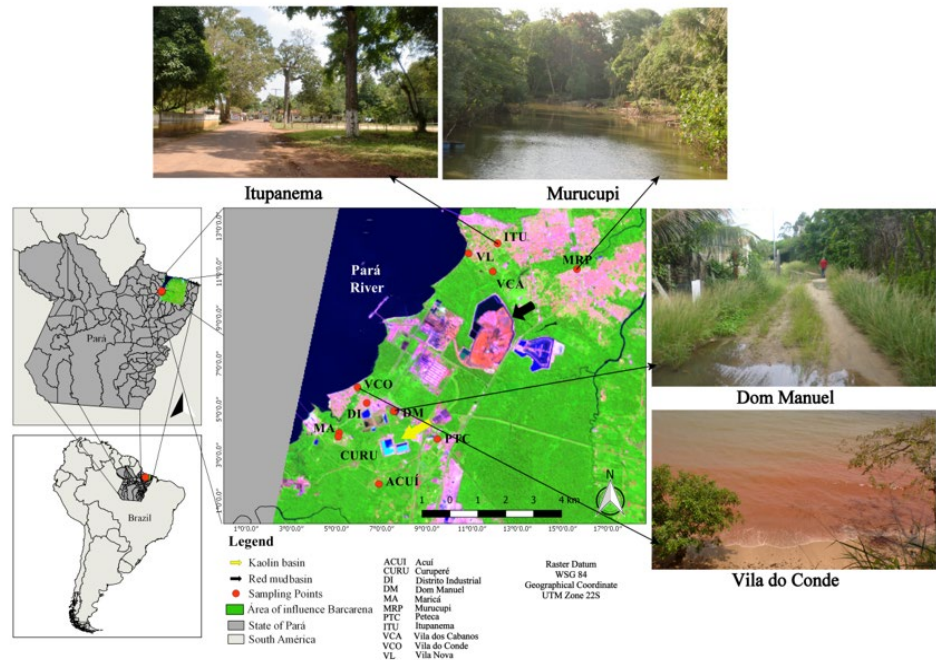 Itupanema
Murucupi
ITU
VL
MRP
VCA
Pará
River
Pará
VCO
DI
DM
MA
PTC
CURU
ACUÍ
N
1 0 1 2 3 4 km
13°0'0.0"
11°0'0.0"
9°0'0.0"
7°0'0.0"
5°0'0.0"
3°0'0.0"
1°0'0.0"
1°0'0.0" 3°0'0.0" 5°0'0.0" 7°0'0.0" 9°0'0.0" 11°0'0.0" 13°0'0.0" 15°0'0.0" 17°0'0.0"
Dom Manuel
Vila do Conde
Brazil
Legend
Kaolin basin
Red mudbasin
Sampling Points
Área of influence Barcarena
State of Pará
South América
ACUI Acuí
CURU Curuperé
DI Distrito Industrial
DM Dom Manuel
MA Maricá
MRP Murucupi
PTC Peteca
ITU Itupanema
VCA Vila dos Cabanos
VCO Vila do Conde
VL Vila Nova
Raster Datum
WSG 84
Geographical Coordinate
UTM Zone 22S